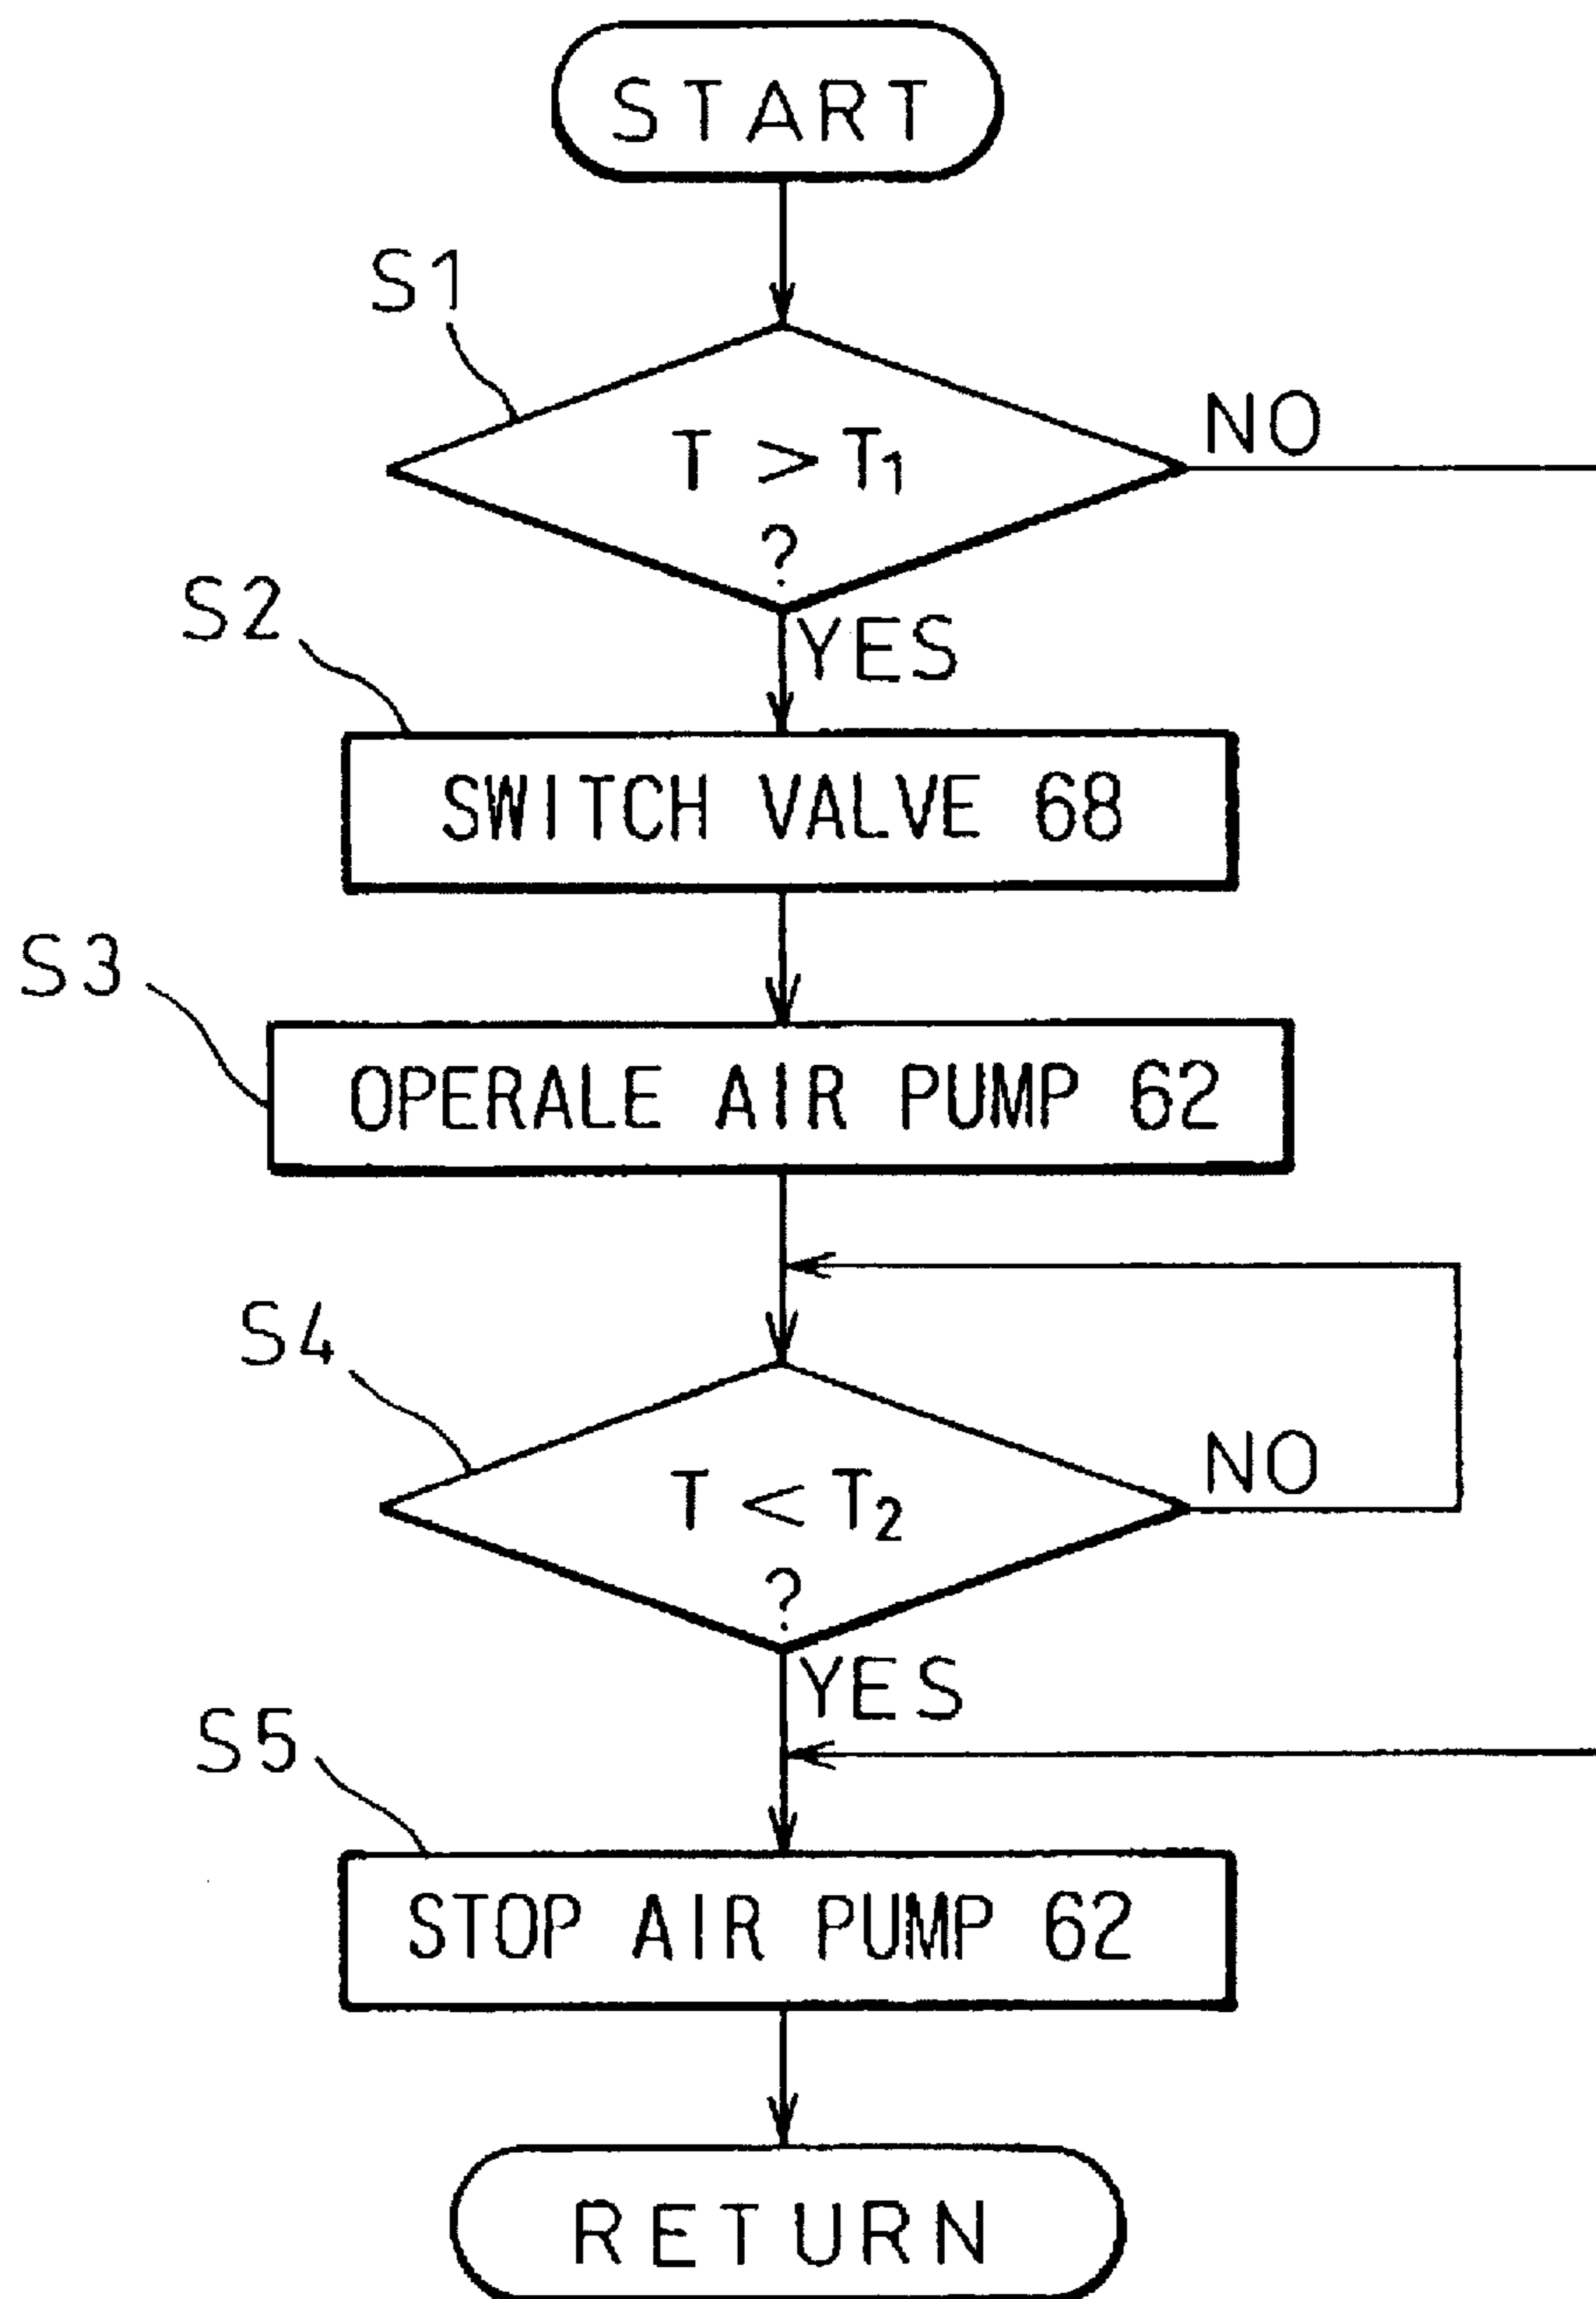 START
S1
T > T₁
?
NO
YES
S2
SWITCH VALVE 68
S3
OPERALE AIR PUMP 62
S4
T < T₂
?
NO
YES
S5
STOP AIR PUMP 62
RETURN